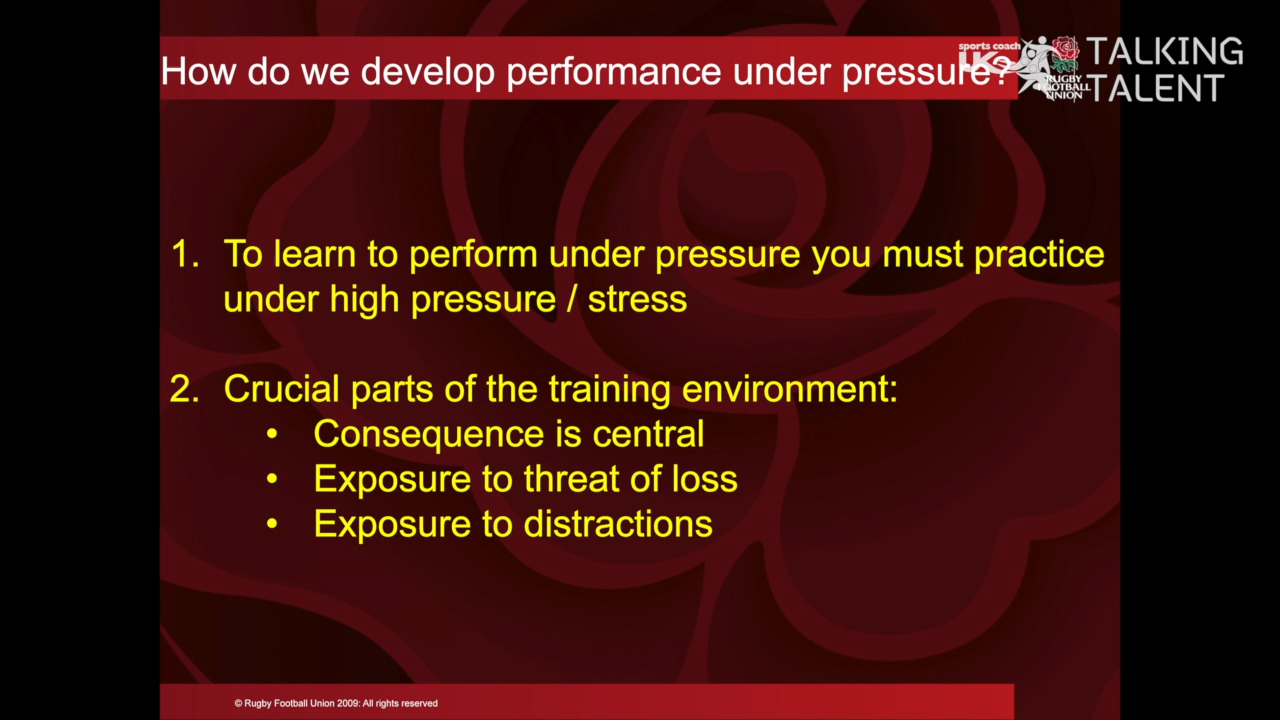 How do we develop performance under pressure?
sports coach
UK
RUGBY
FOOTBALL
UNION
TALKING
TALENT
1. To learn to perform under pressure you must practice
under high pressure / stress
2. Crucial parts of the training environment:
• Consequence is central
• Exposure to threat of loss
• Exposure to distractions
© Rugby Football Union 2009: All rights reserved